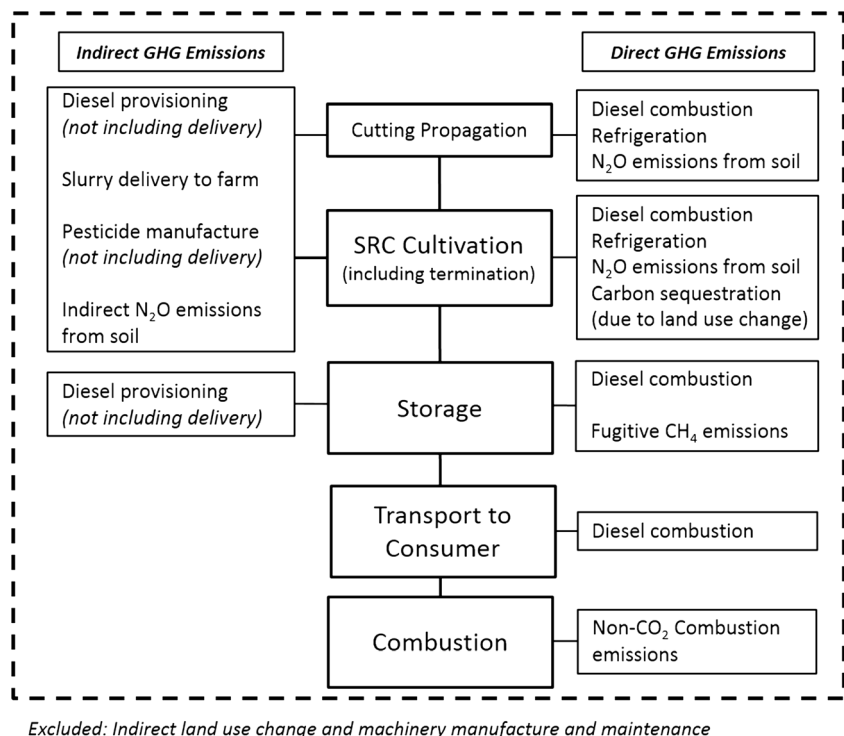 Indirect GHG Emissions
Direct GHG Emissions
Diesel provisioning
(not including delivery)
Slurry delivery to farm
Pesticide manufacture
(not including delivery)
Indirect N₂O emissions
from soil
Cutting Propagation
Diesel combustion
Refrigeration
N₂O emissions from soil
SRC Cultivation
(including termination)
Diesel combustion
Refrigeration
N₂O emissions from soil
Carbon sequestration
(due to land use change)
Diesel provisioning
(not including delivery)
Storage
Diesel combustion
Fugitive CH₄ emissions
Transport to
Consumer
Diesel combustion
Combustion
Non-CO₂ Combustion
emissions
Excluded: Indirect land use change and machinery manufacture and maintenance